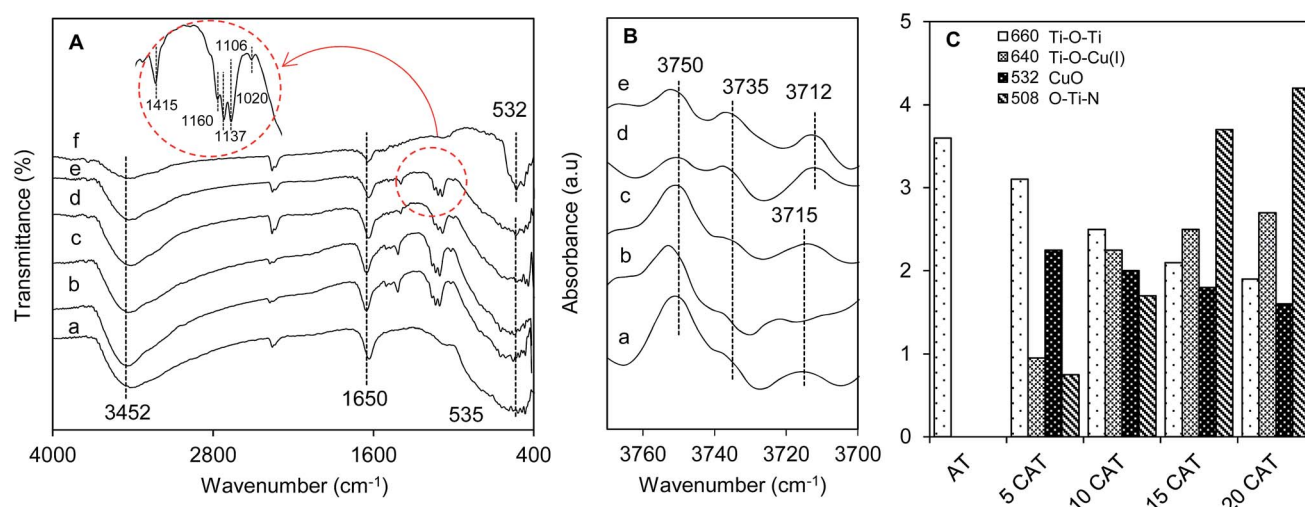 A
1415
1160
1137
1106
1020
532
f
e
d
c
b
a
3452
1650
535
4000
2800
1600
400
Wavenumber (cm-1)
Transmittance (%)
B
3750
3735
3712
3715
e
d
c
b
a
3760
3740
3720
3700
Wavenumber (cm-1)
Absorbance (a.u)
C
660 Ti-O-Ti
640 Ti-O-Cu(I)
532 CuO
508 O-Ti-N
5
4
3
2
1
0
AT
5 CAT
10 CAT
15 CAT
20 CAT